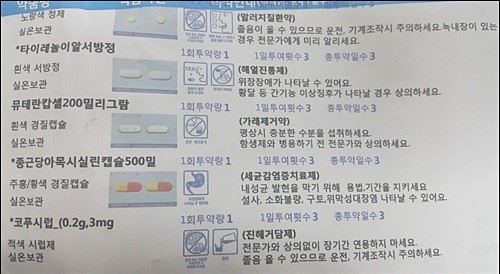 노랑색 정제
실온보관
(알러지질환약)
졸음이 올 수 있으므로 운전, 기계조작시 주의하세요.녹내장이 있는
경우 전문가에게 미리 알리세요.
*타이레놀이알서방정 1회투약량1 1일투여횟수3 총투약일수3
흰색 서방정
실온보관
(해열진통제)
위장장애가 나타날 수 있어요.
황달 등 간기능 이상징후가 나타날 경우 상의하세요.
뮤테란캅셀200밀리그람 1회투약량1 1일투여횟수3 총투약일수3
흰색 경질캅슐
실온보관
(가래제거약)
평상시 충분한 수분을 섭취하세요.
항생제와 병용하기 전 전문가와 상의하세요.
*종근당아목시실린캡슐500밀 1회투약량1 1일투여횟수3 총투약일수3
주홍/황색 경질캅슐
실온보관
(세균감염증치료제)
내성균 발현을 막기 위해 용법,기간을 지키세요
설사, 소화불량, 구토,위막성대장염 나타날 수 있어요.
*코푸시럽_(0.2g,3mg 1회투약량1 1일투여횟수3 총투약일수3
적색 시럽제
실온보관
(진해거담제)
전문가와 상의없이 장기간 연용하지 마세요.
졸음이 올 수 있으므로 운전, 기계조작시 주의하세요.